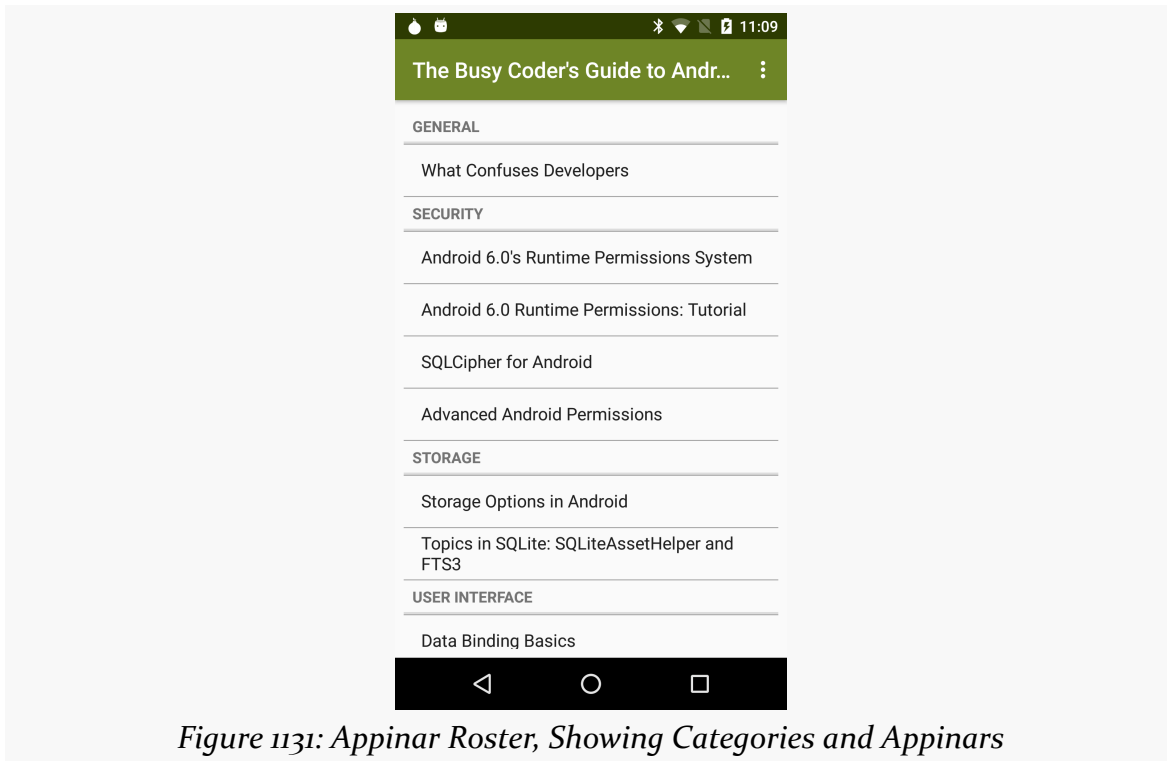 11:09
The Busy Coder's Guide to Andr...
GENERAL
What Confuses Developers
SECURITY
Android 6.0's Runtime Permissions System
Android 6.0 Runtime Permissions: Tutorial
SQLCipher for Android
Advanced Android Permissions
STORAGE
Storage Options in Android
Topics in SQLite: SQLiteAssetHelper and
FTS3
USER INTERFACE
Data Binding Basics
Figure 1131: Appinar Roster, Showing Categories and Appinars